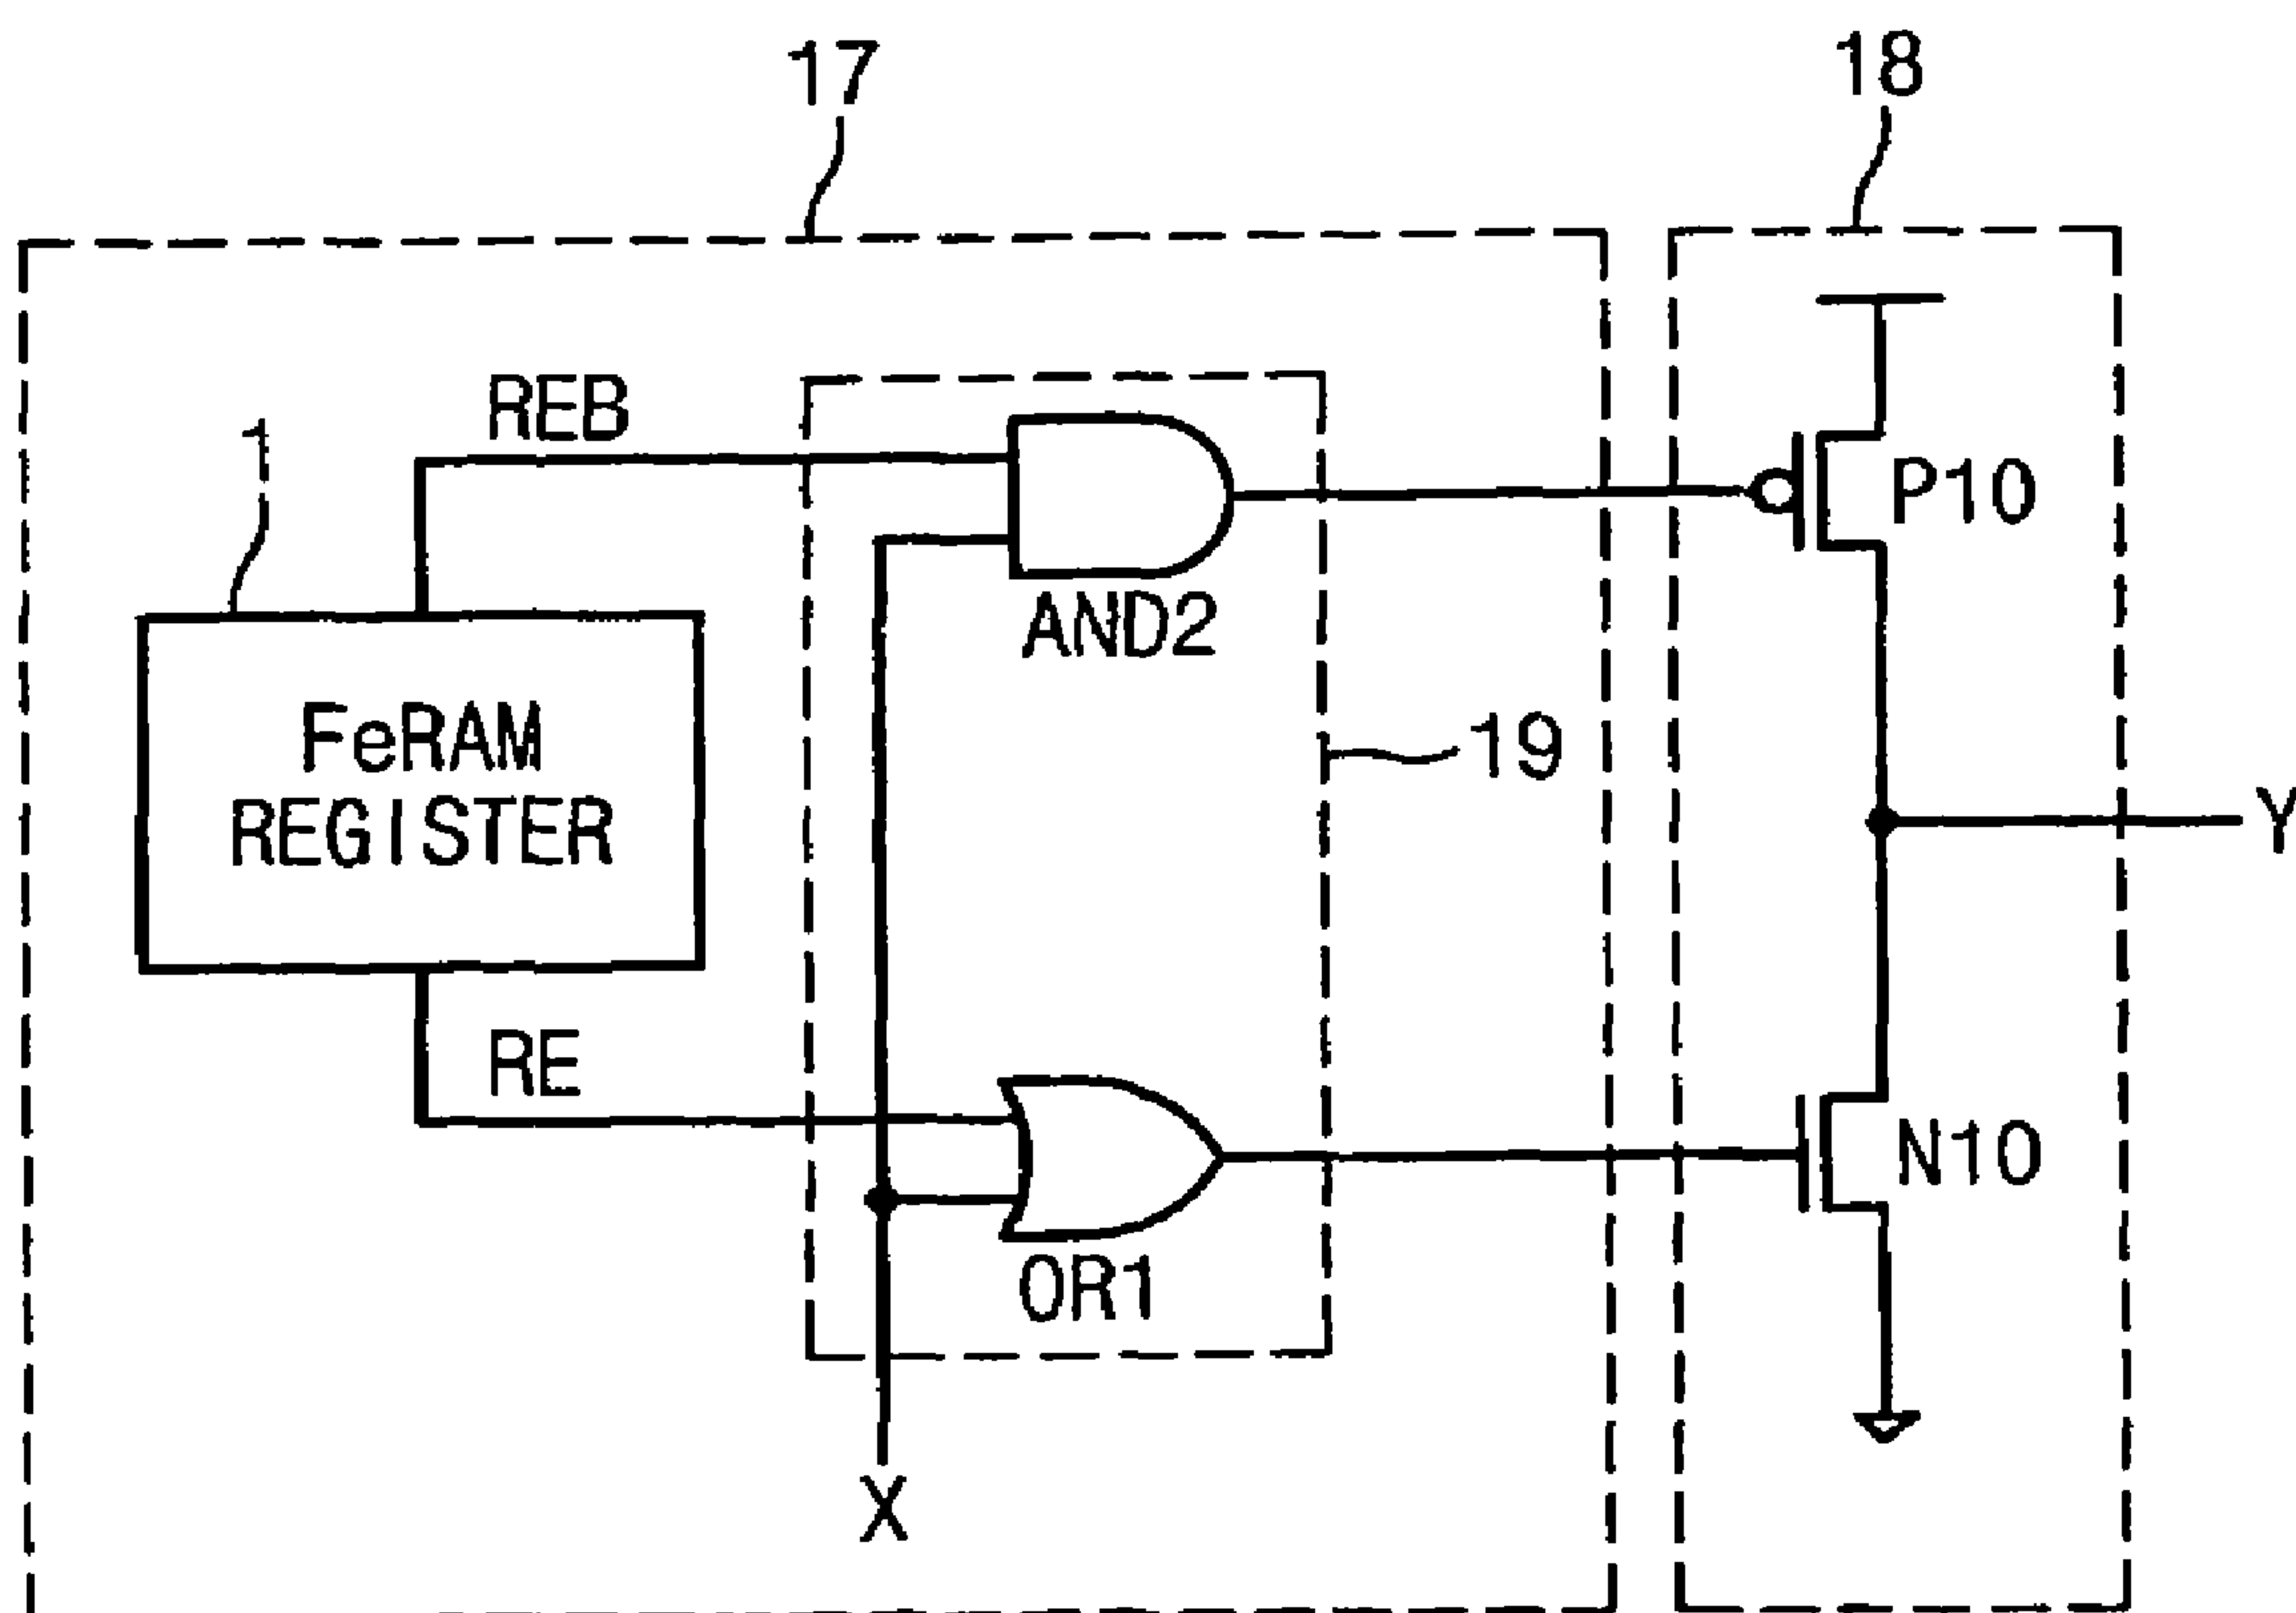 17
18
REB
1
P10
AND2
FeRAM
REGISTER
19
Y
RE
N10
OR1
X